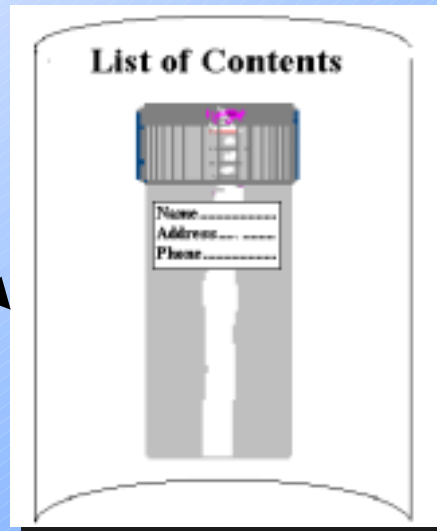 List of Contents
Name..............
Address.... ......
Phone..............